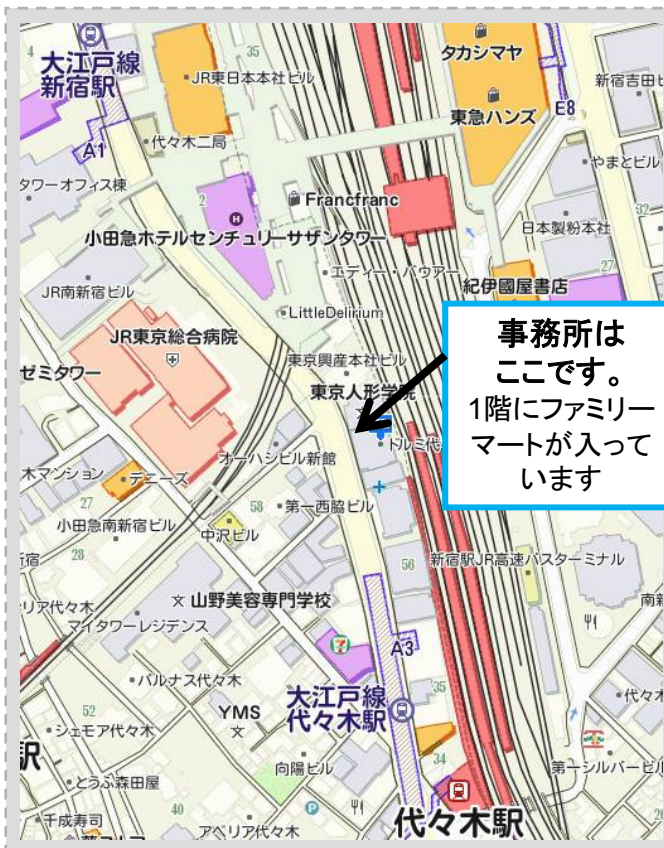 4
大江戸線
新宿駅
35
JR東日本本社ビル
タカシマヤ
東急ハンズ
新宿吉田ビ
E8
A1
代々木二局
やまとビル
タワーオフィス棟
2
Francfranc
32
日本製粉本社
小田急ホテルセンチュリーサザンタワー
エディー・バウアー
27
紀伊國屋書店
JR南新宿ビル
LittleDelirium
JR東京総合病院
東京興産本社ビル
ゼミタワー
東京人形学院
事務所は
ここです。
1階にファミリー
マートが入って
います
ドルミ代
オーハシビル新館
木マンション
デニーズ
27
58
第一西脇ビル
小田急南新宿ビル
中沢ビル
28
宿
56
新宿駅JR高速バスターミナル
リア代々木
山野美容専門学校
南新
マイタワーレジデンス
A3
バルナス代々木
35
大江戸線
代々木駅
代々木
52
YMS
シェモア代々木
駅
向陽ビル
34
第一シルバービル
とうふ森田屋
千成寿司
40
アベリア代々木
代々木駅